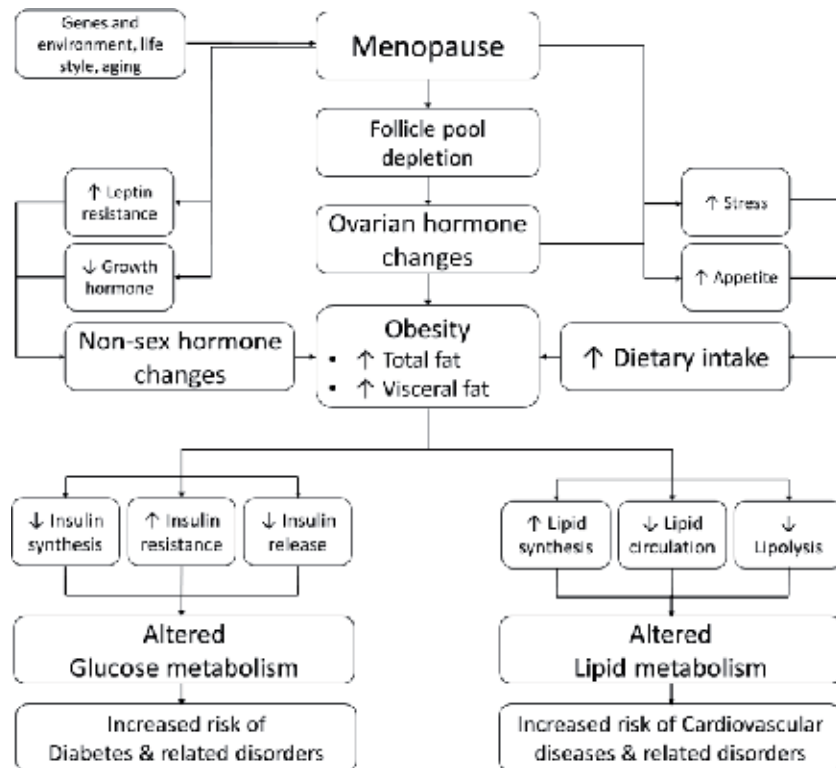 Genes and
environment, life
style, aging
Menopause
Follicle pool
depletion
↑ Leptin
resistance
↑ Stress
Ovarian hormone
changes
↓ Growth
hormone
↑ Appetite
Non-sex hormone
changes
Obesity
• ↑ Total fat
• ↑ Visceral fat
↑ Dietary intake
↓ Insulin
synthesis
↑ Insulin
resistance
↓ Insulin
release
↑ Lipid
synthesis
↓ Lipid
circulation
↓
Lipolysis
Altered
Glucose metabolism
Altered
Lipid metabolism
Increased risk of
Diabetes & related disorders
Increased risk of Cardiovascular
diseases & related disorders